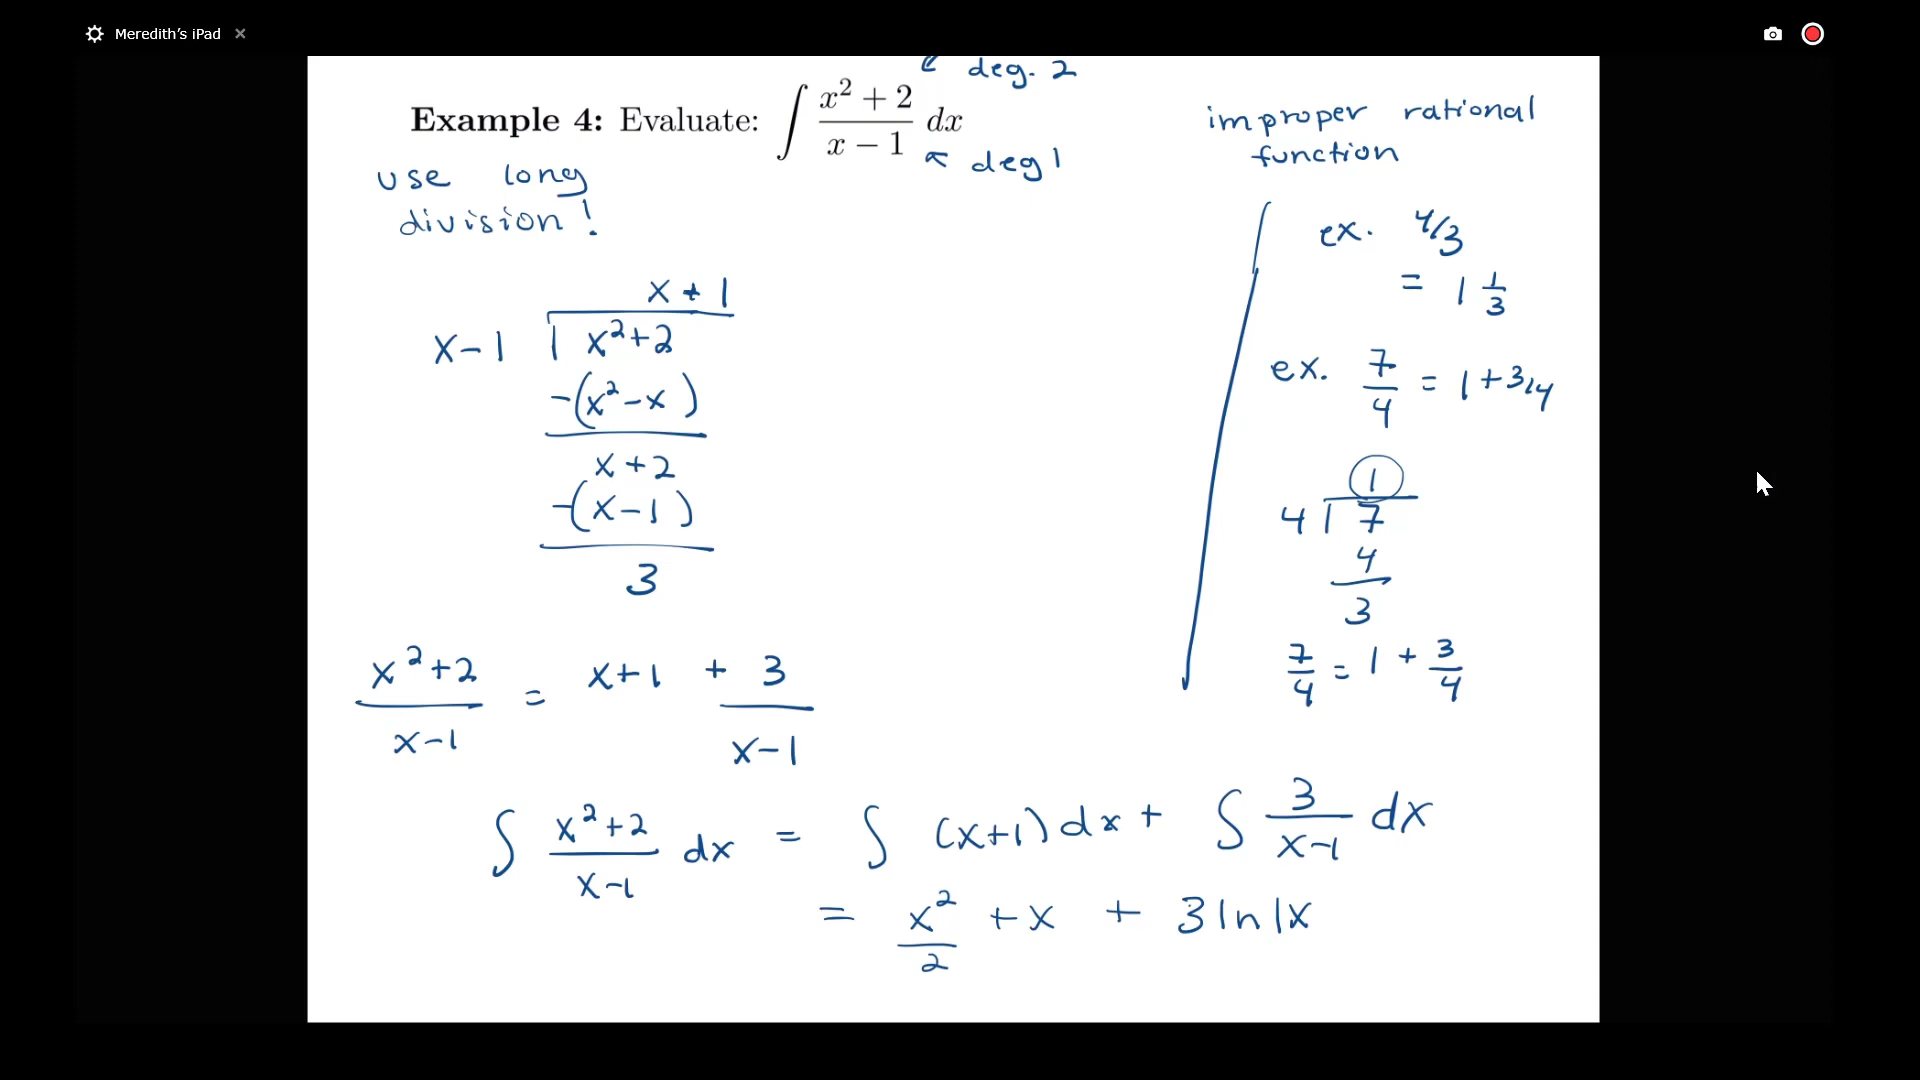 Meredith's iPad
deg. 2
Example 4: Evaluate: ∫ (x² + 2)/(x − 1) dx
deg 1
use long
division!
x + 1
x - 1 | x² + 2
-(x² - x)
x + 2
-(x - 1)
3
(x² + 2)/(x - 1) = x + 1 + 3/(x - 1)
improper rational
function
ex. 4/3
= 1 1/3
ex. 7/4 = 1 + 3/4
1
4 | 7
4
3
7/4 = 1 + 3/4
∫ (x² + 2)/(x - 1) dx = ∫ (x + 1) dx + ∫ 3/(x - 1) dx
= x²/2 + x + 3 ln |x